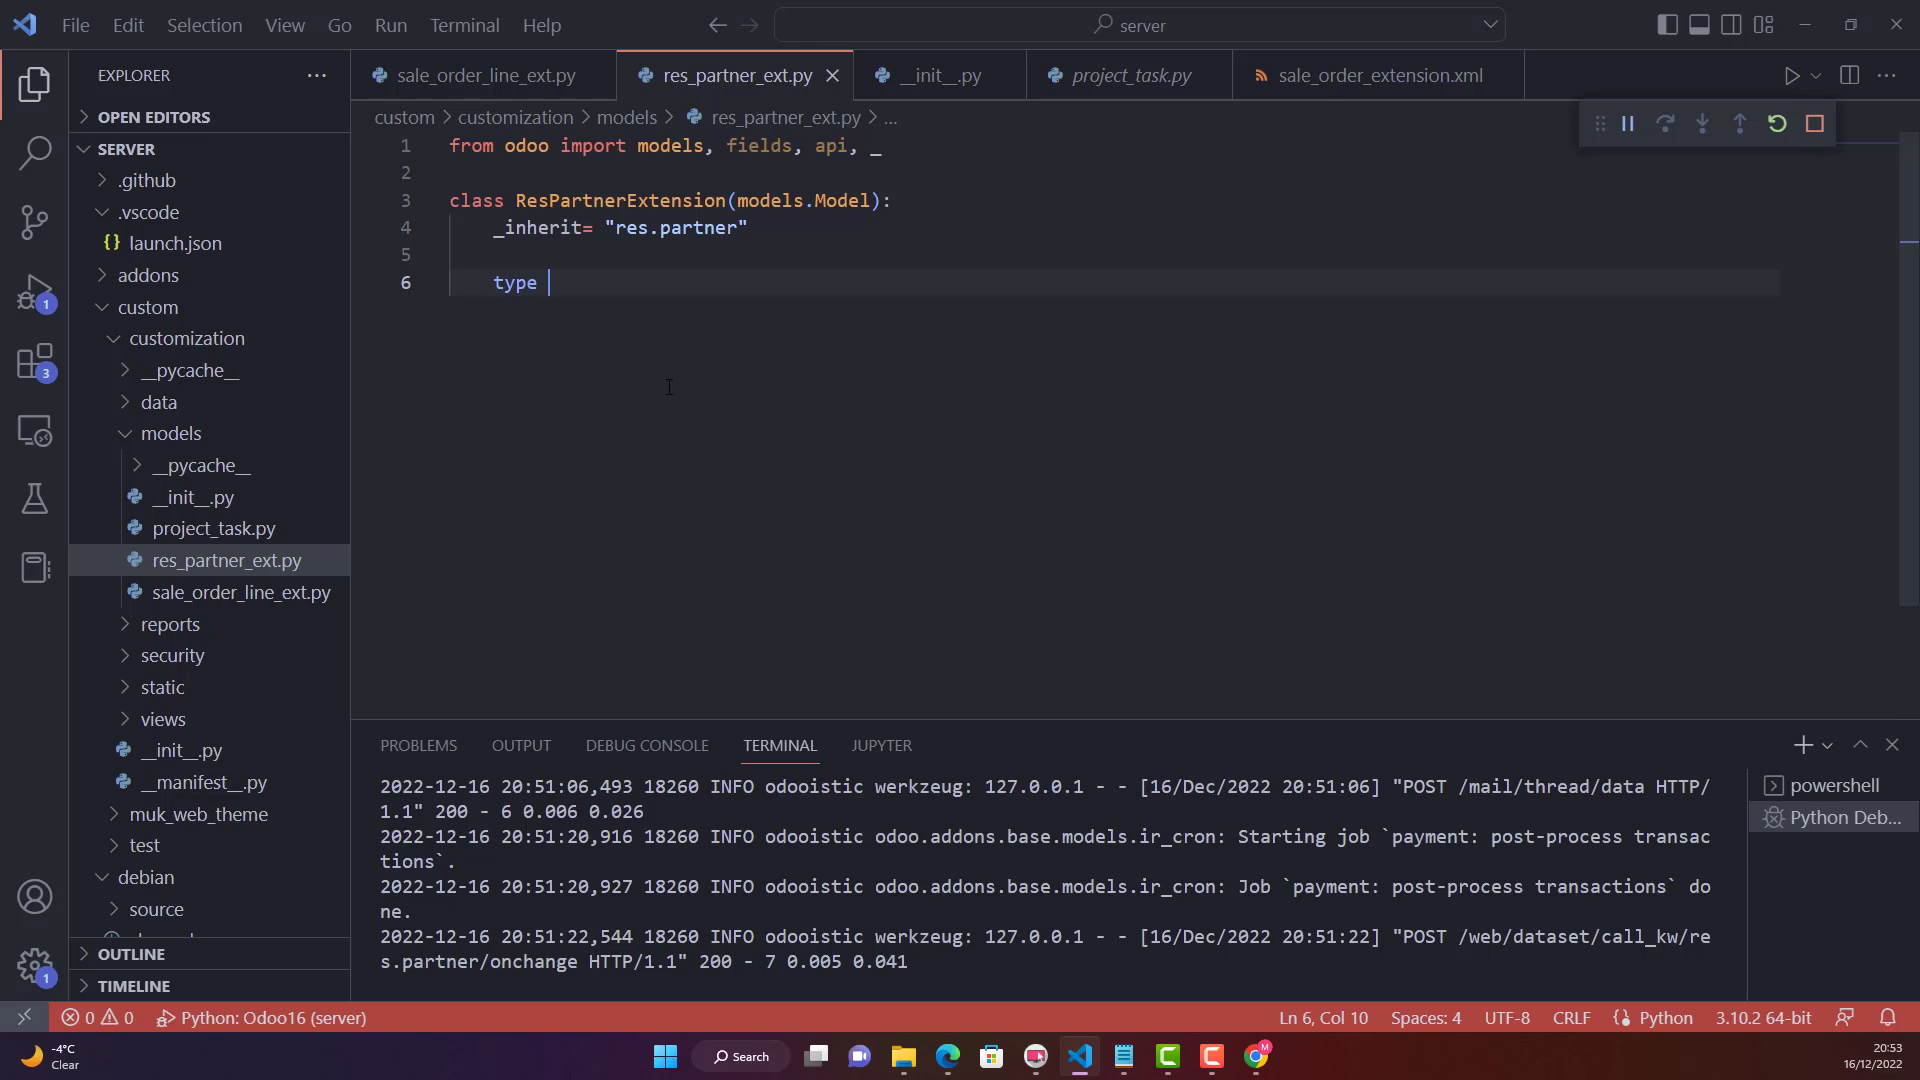 File Edit Selection View Go Run Terminal Help
server
EXPLORER
OPEN EDITORS
SERVER
.github
.vscode
launch.json
addons
custom
customization
__pycache__
data
models
__pycache__
__init__.py
project_task.py
res_partner_ext.py
sale_order_line_ext.py
reports
security
static
views
__init__.py
__manifest__.py
muk_web_theme
test
debian
source
OUTLINE
TIMELINE
1
3
1
sale_order_line_ext.py res_partner_ext.py __init__.py project_task.py sale_order_extension.xml
custom > customization > models > res_partner_ext.py > ...
1 from odoo import models, fields, api, _
2
3 class ResPartnerExtension(models.Model):
4 _inherit= "res.partner"
5
6 type
PROBLEMS OUTPUT DEBUG CONSOLE TERMINAL JUPYTER
2022-12-16 20:51:06,493 18260 INFO odooistic werkzeug: 127.0.0.1 - - [16/Dec/2022 20:51:06] "POST /mail/thread/data HTTP/
1.1" 200 - 6 0.006 0.026
2022-12-16 20:51:20,916 18260 INFO odooistic odoo.addons.base.models.ir_cron: Starting job `payment: post-process transac
tions`.
2022-12-16 20:51:20,927 18260 INFO odooistic odoo.addons.base.models.ir_cron: Job `payment: post-process transactions` do
ne.
2022-12-16 20:51:22,544 18260 INFO odooistic werkzeug: 127.0.0.1 - - [16/Dec/2022 20:51:22] "POST /web/dataset/call_kw/re
s.partner/onchange HTTP/1.1" 200 - 7 0.005 0.041
powershell
Python Deb...
0 0 Python: Odoo16 (server) Ln 6, Col 10 Spaces: 4 UTF-8 CRLF Python 3.10.2 64-bit
-4°C
Clear
Search
M
20:53
16/12/2022